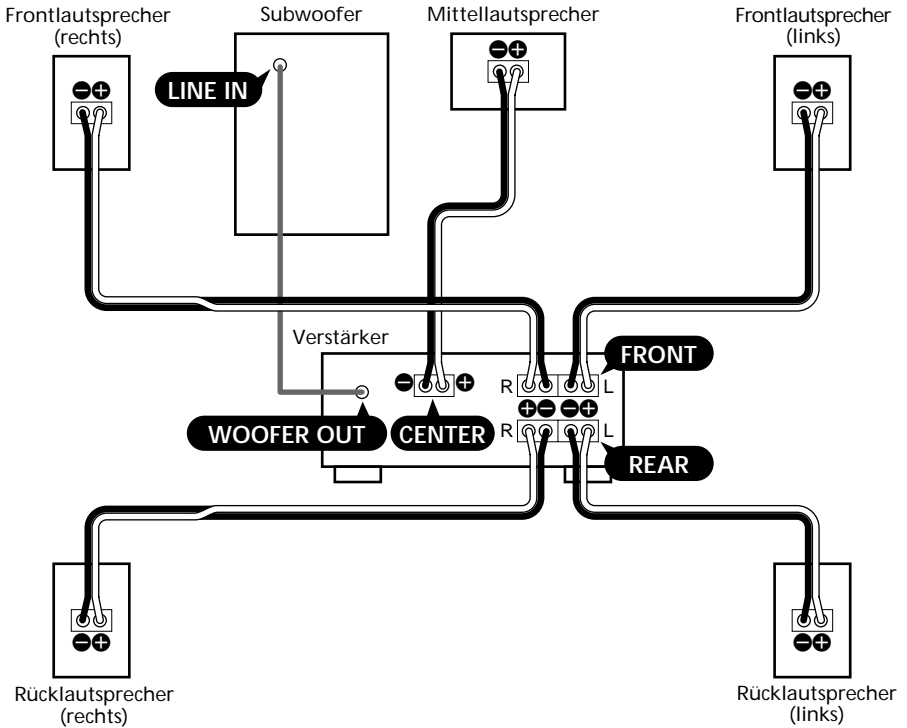 Frontlautsprecher
(rechts)
Subwoofer
Mittellautsprecher
Frontlautsprecher
(links)
LINE IN
Verstärker
FRONT
R
L
WOOFER OUT
CENTER
R
L
REAR
Rücklautsprecher
(rechts)
Rücklautsprecher
(links)